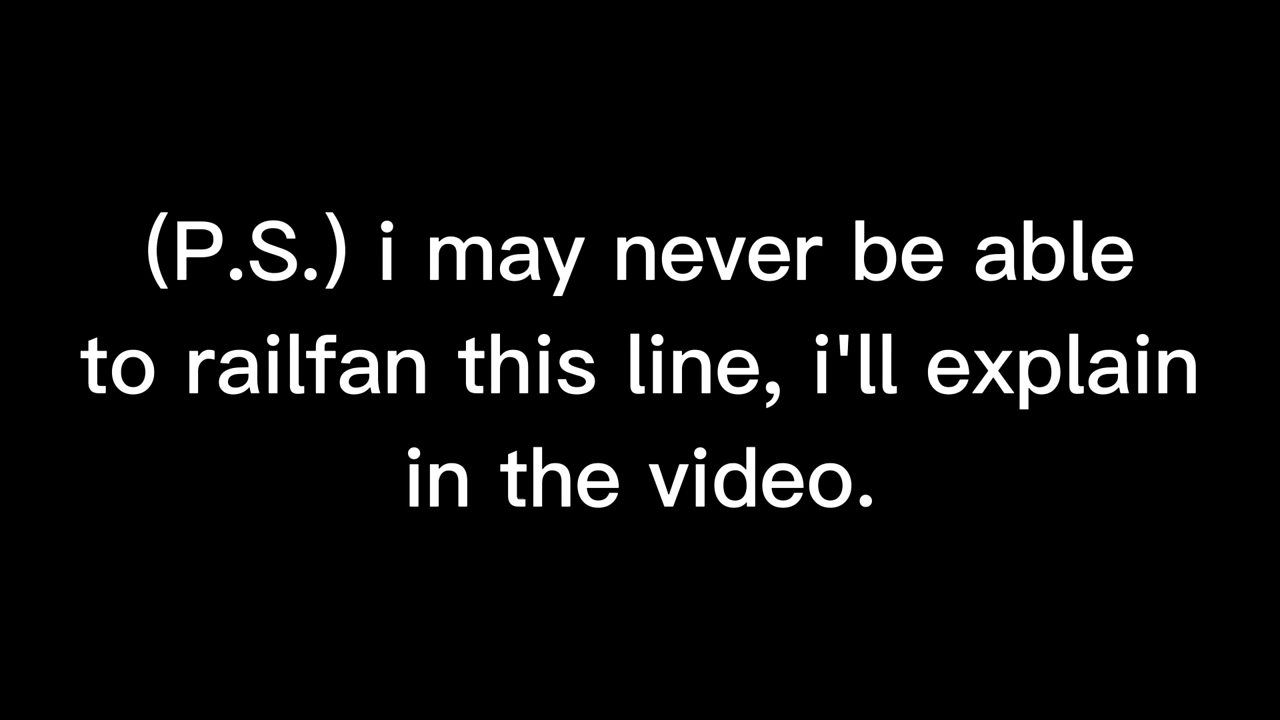 (P.S.) i may never be able
to railfan this line, i'll explain
in the video.